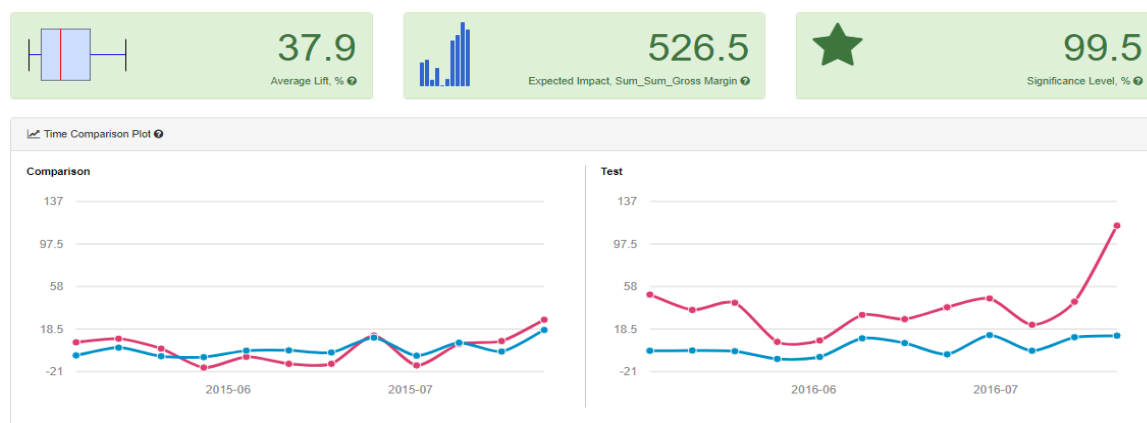 37.9
Average Lift, %
526.5
Expected Impact, Sum_Sum_Gross Margin
99.5
Significance Level, %
Time Comparison Plot
Comparison
137
97.5
58
18.5
-21
2015-06 2015-07
Test
137
97.5
58
18.5
-21
2016-06 2016-07